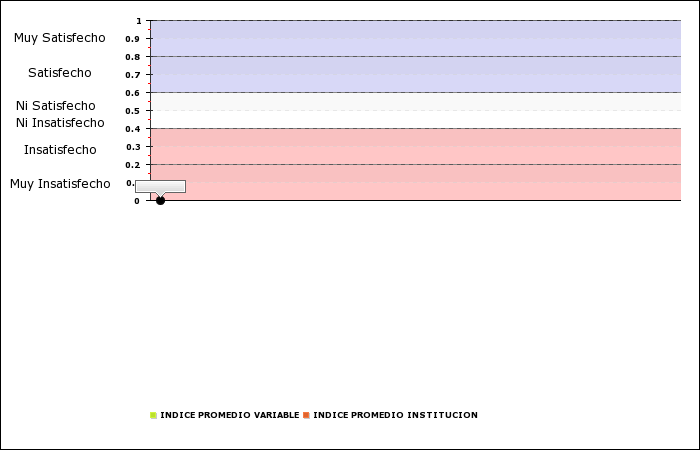 1
Muy Satisfecho
0.9
0.8
Satisfecho
0.7
0.6
Ni Satisfecho
0.5
Ni Insatisfecho
0.4
Insatisfecho
0.3
0.2
Muy Insatisfecho
0.
0
INDICE PROMEDIO VARIABLE INDICE PROMEDIO INSTITUCION